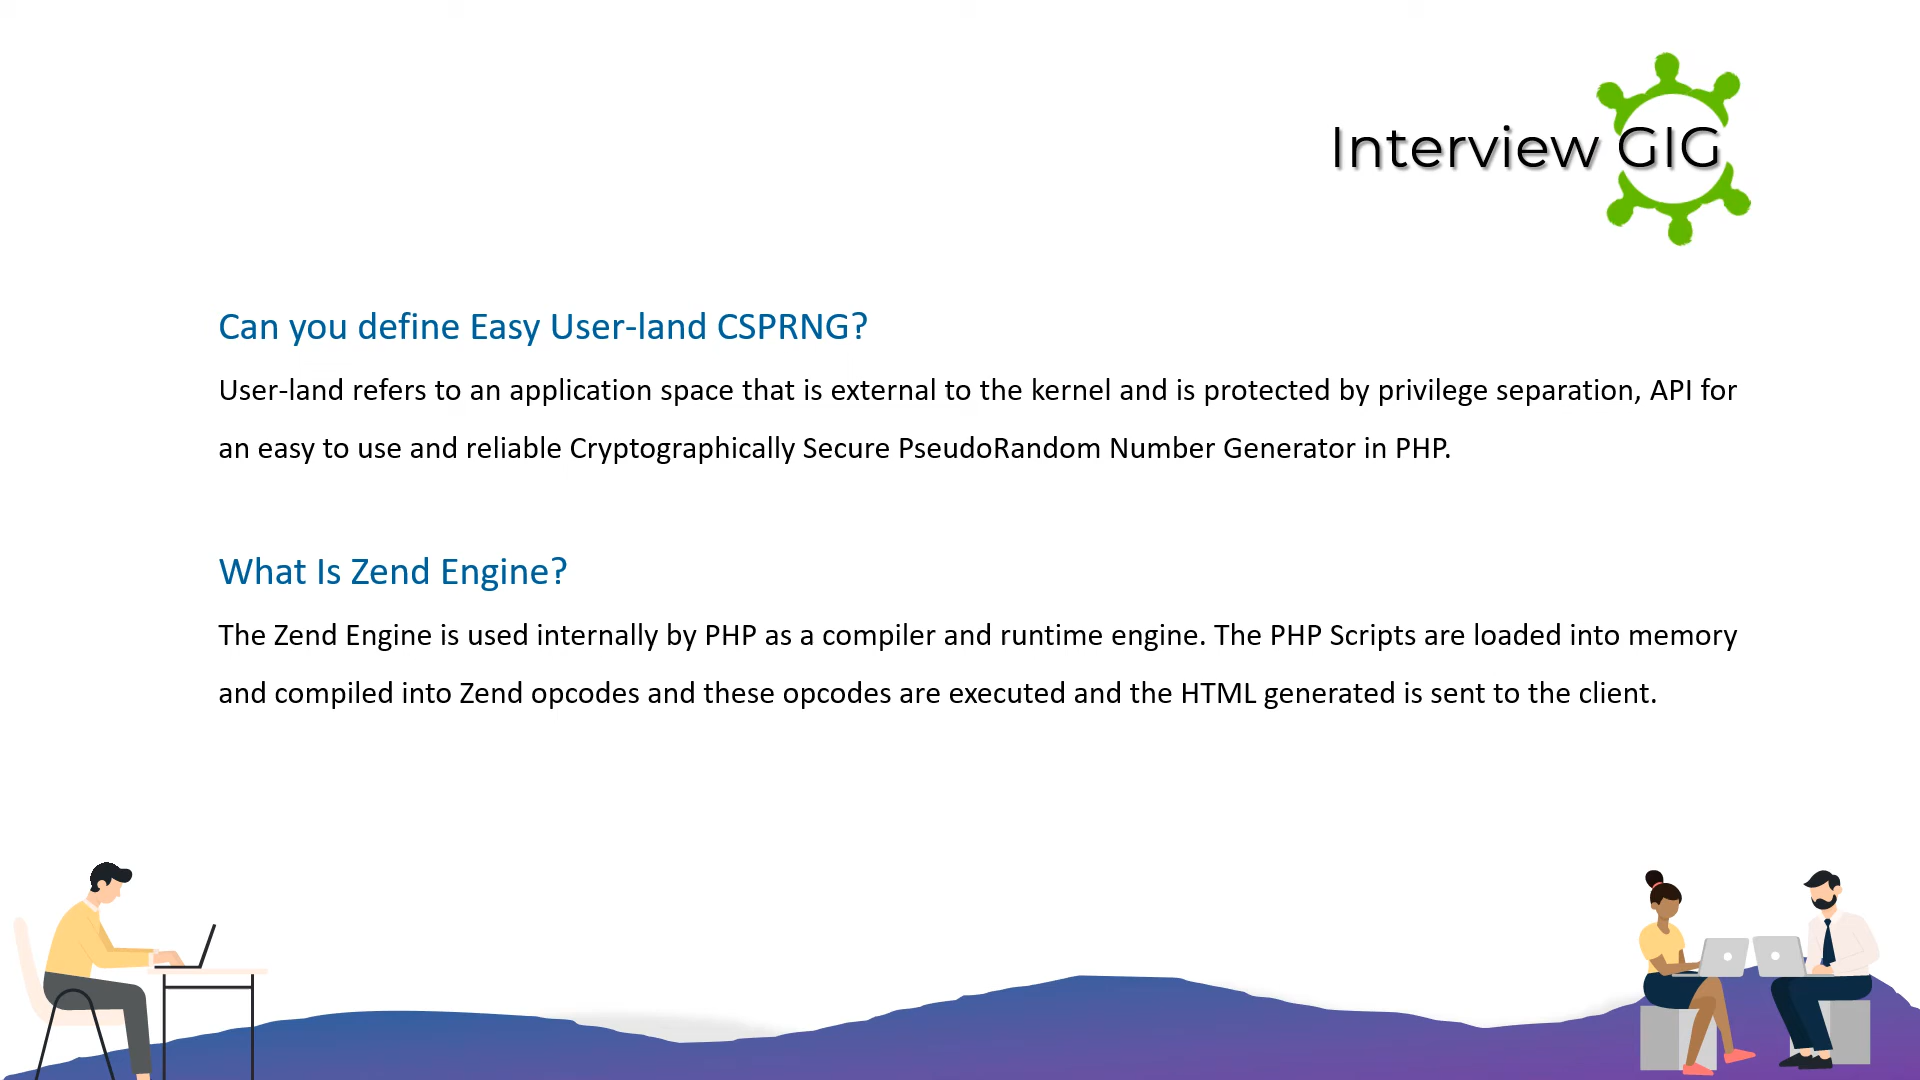 Interview GIG
Can you define Easy User-land CSPRNG?
User-land refers to an application space that is external to the kernel and is protected by privilege separation, API for
an easy to use and reliable Cryptographically Secure PseudoRandom Number Generator in PHP.
What Is Zend Engine?
The Zend Engine is used internally by PHP as a compiler and runtime engine. The PHP Scripts are loaded into memory
and compiled into Zend opcodes and these opcodes are executed and the HTML generated is sent to the client.